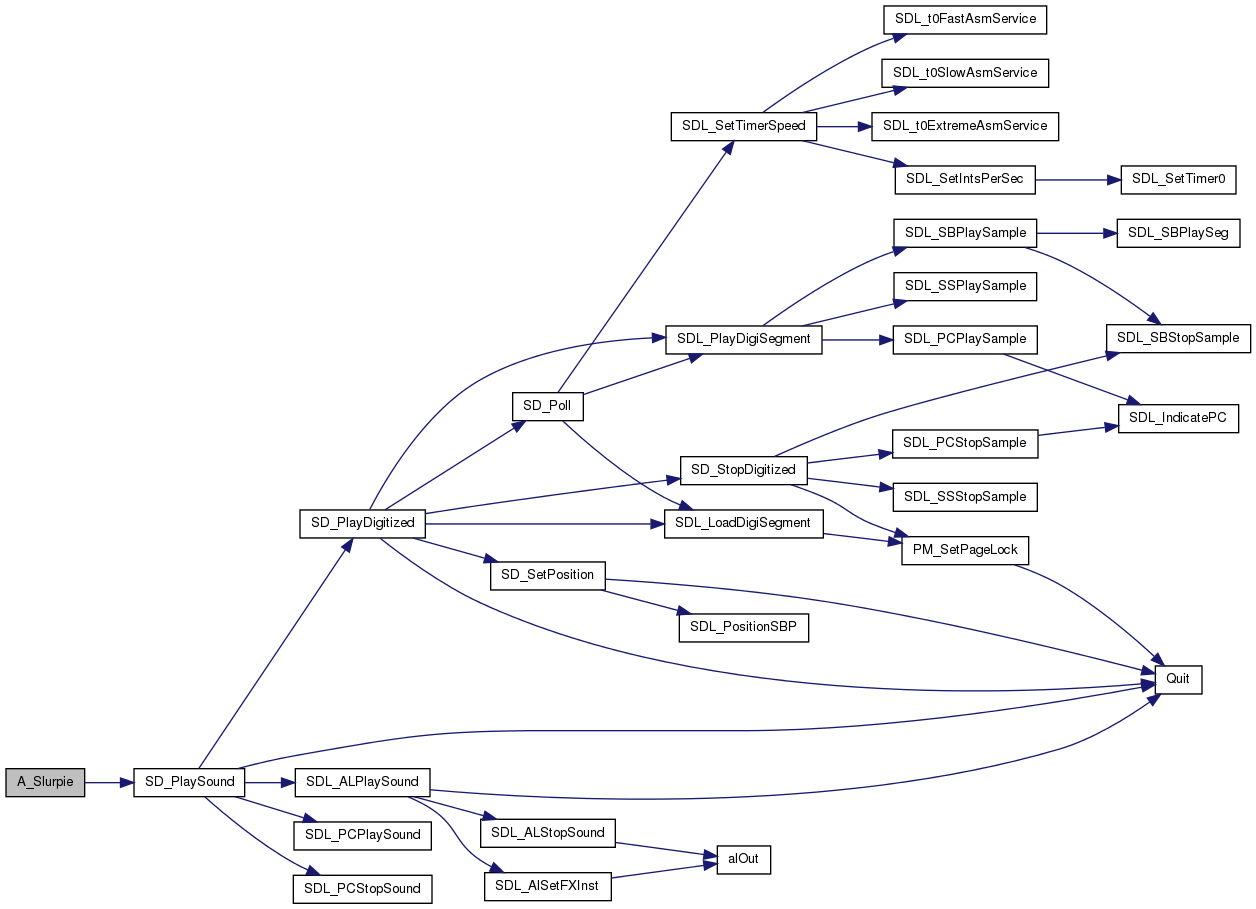 SDL_t0FastAsmService
SDL_t0SlowAsmService
SDL_SetTimerSpeed
SDL_t0ExtremeAsmService
SDL_SetIntsPerSec
SDL_SetTimer0
SDL_SBPlaySample
SDL_SBPlaySeg
SDL_SSPlaySample
SDL_PlayDigiSegment
SDL_PCPlaySample
SDL_SBStopSample
SD_Poll
SDL_IndicatePC
SDL_PCStopSample
SD_StopDigitized
SDL_SSStopSample
SD_PlayDigitized
SDL_LoadDigiSegment
PM_SetPageLock
SD_SetPosition
SDL_PositionSBP
Quit
A_Slurpie
SD_PlaySound
SDL_ALPlaySound
SDL_PCPlaySound
SDL_ALStopSound
alOut
SDL_AlSetFXInst
SDL_PCStopSound